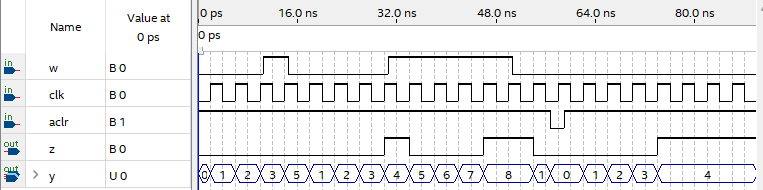 Name Value at 0 ps 0 ps 16.0 ns 32.0 ns 48.0 ns 64.0 ns 80.0 ns
0 ps
in w B 0
in clk B 0
in aclr B 1
out z B 0
out > y U 0 0 1 2 3 5 1 2 3 4 5 6 7 8 1 0 1 2 3 4